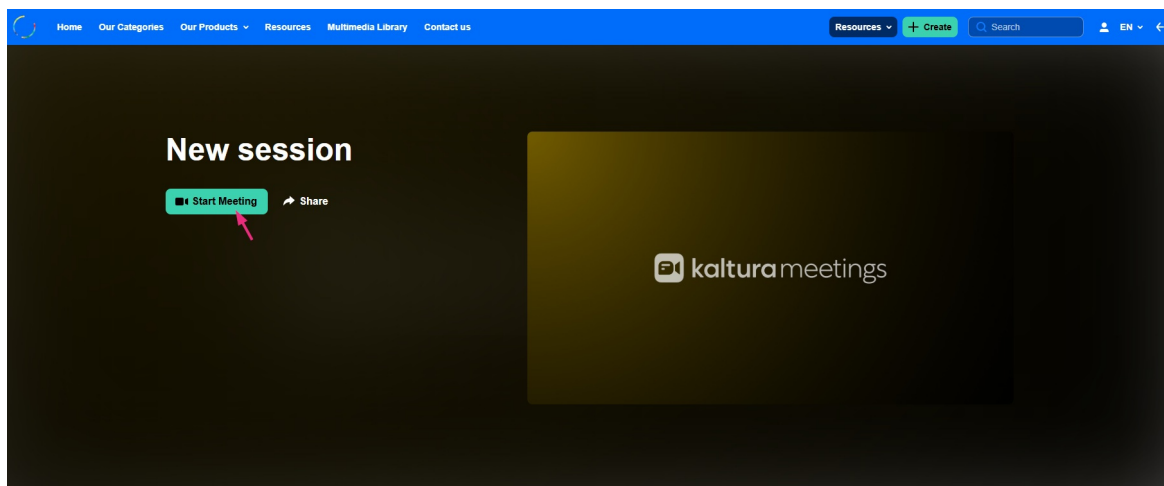 Home Our Categories Our Products Resources Multimedia Library Contact us Resources + Create Search EN
New session
Start Meeting Share
kaltura meetings